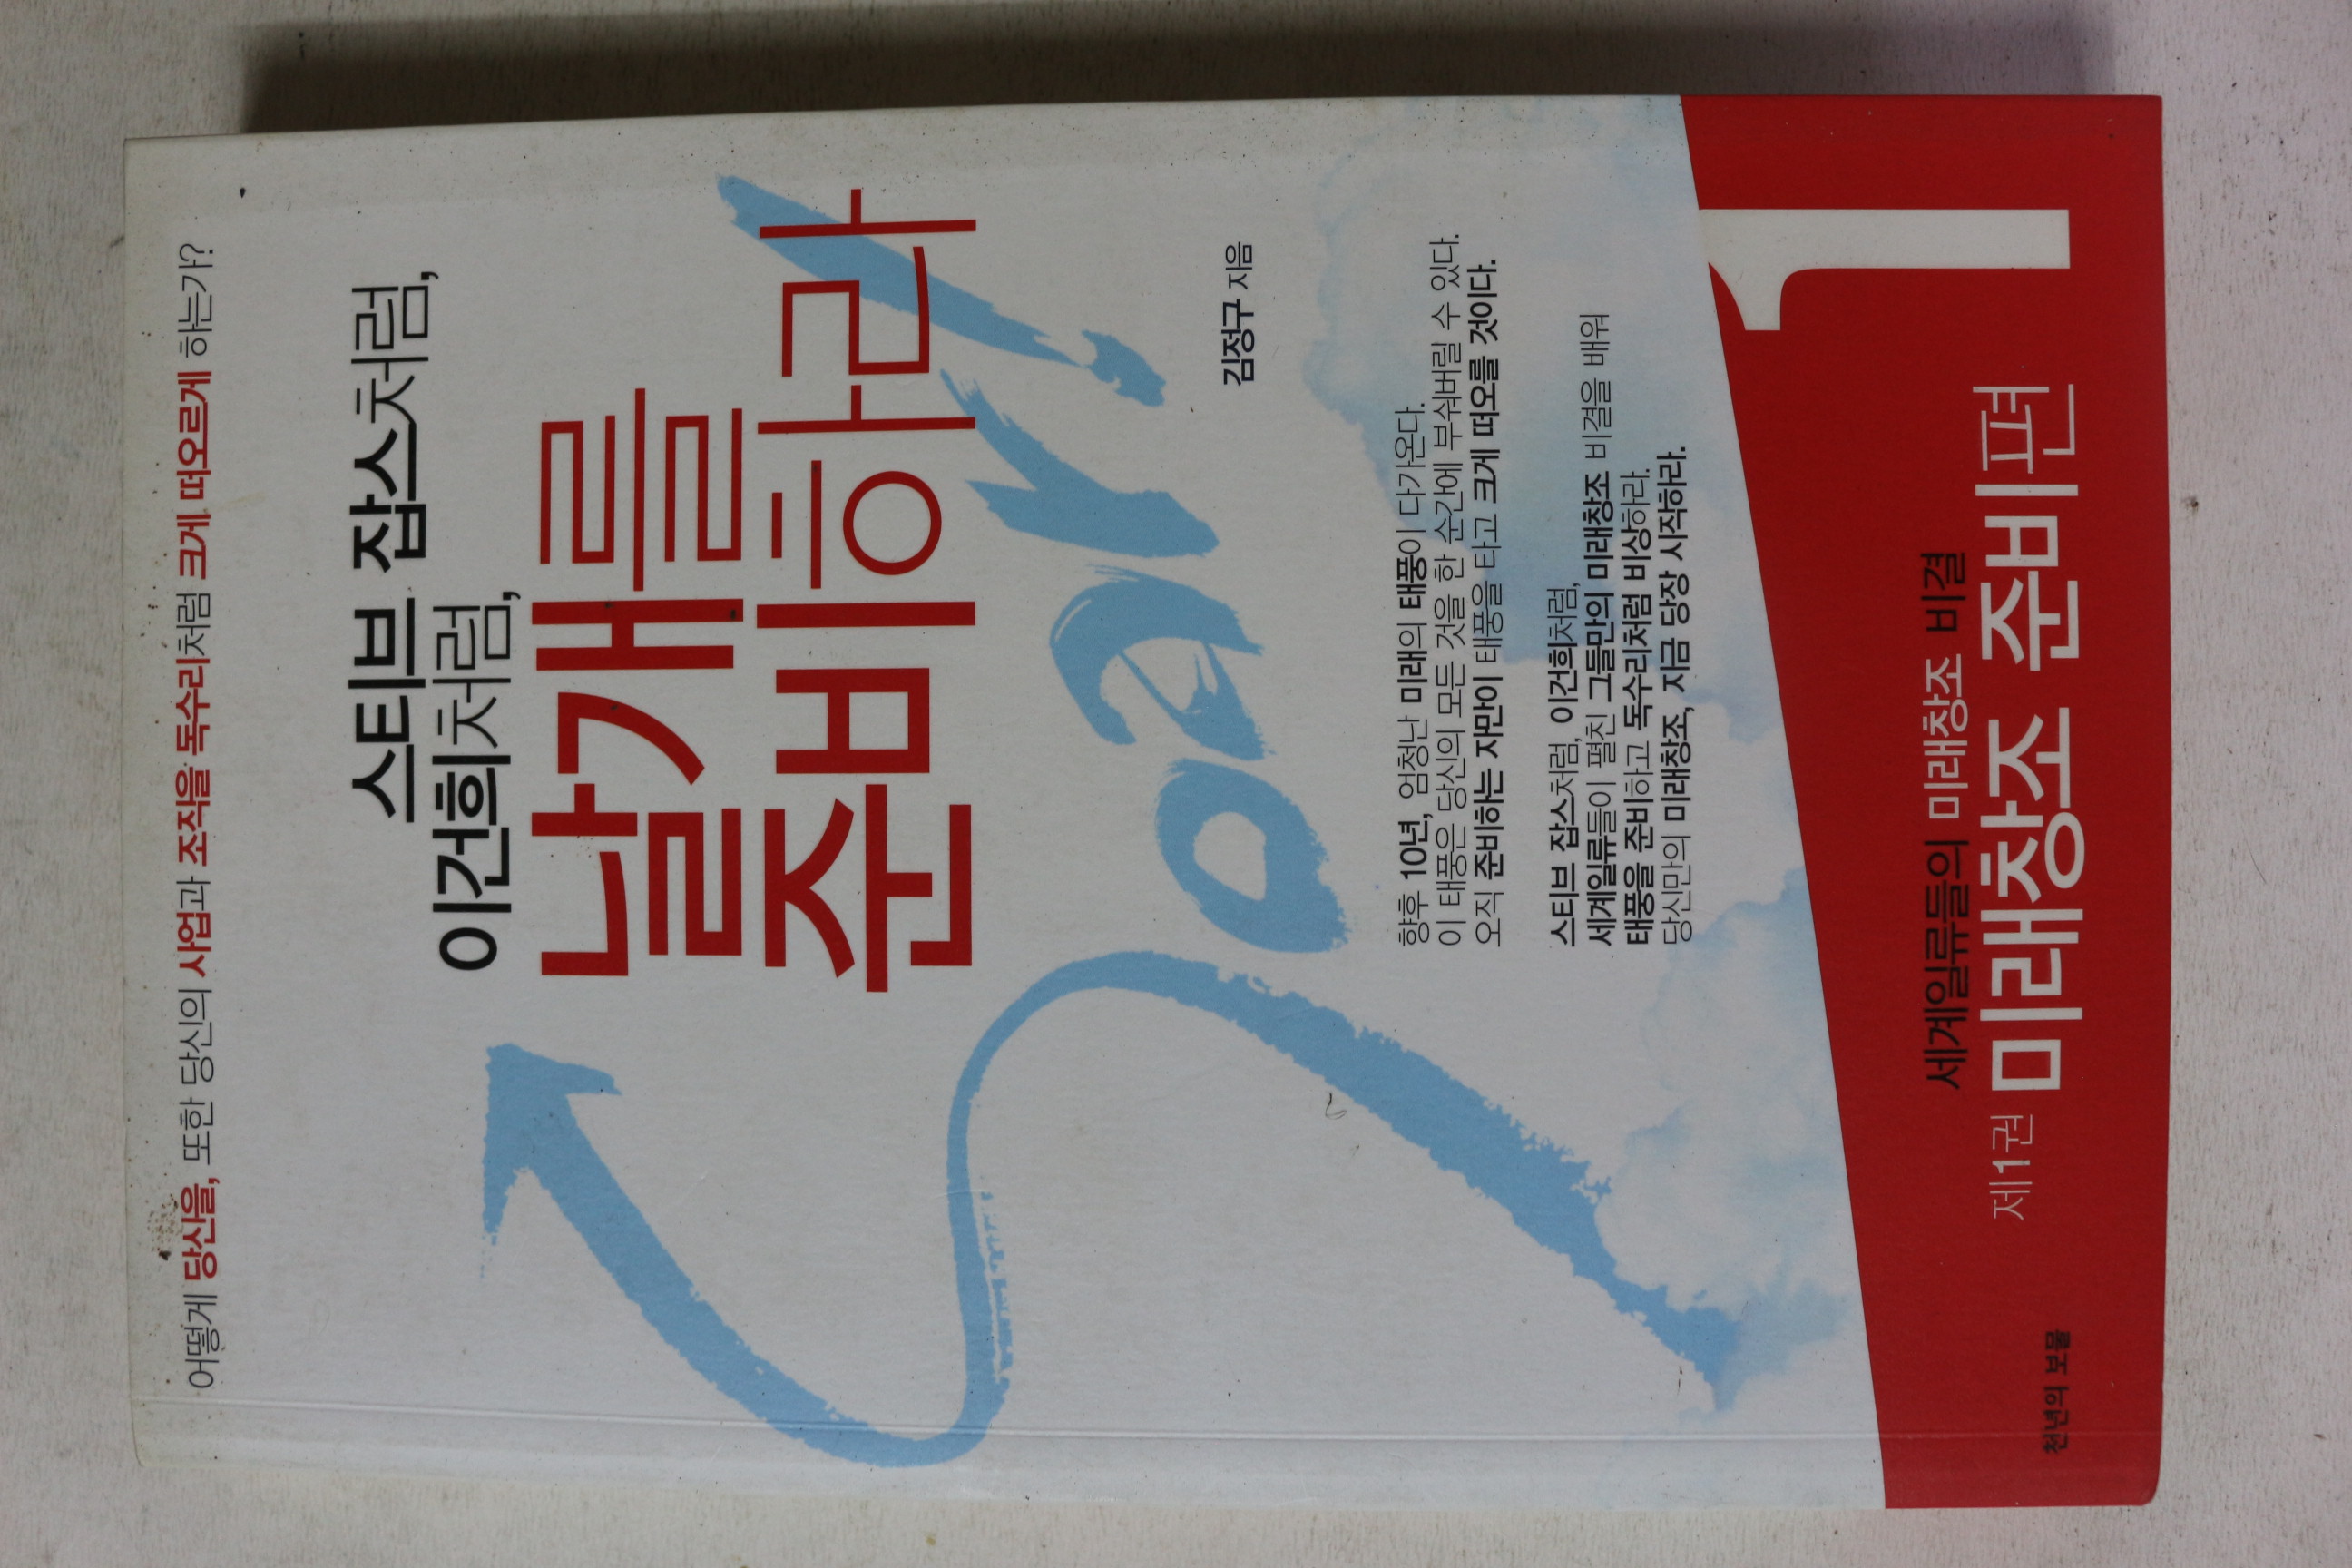 어떻게 당신을, 또한 당신의 사업과 조직을 독수리처럼 크게 떠오르게 하는가?
스티브 잡스처럼,
이건희처럼,
날개를
준비하라
김정규 지음
향후 10년, 엄청난 미래의 태풍이 다가온다.
이 태풍은 당신의 모든 것을 한 순간에 부숴버릴 수 있다.
오직 준비하는 자만이 태풍을 타고 크게 떠오를 것이다.
스티브 잡스처럼, 이건희처럼,
세계일류들이 펼친 그들만의 미래창조 비결을 배워
태풍을 준비하고 독수리처럼 비상하라.
당신만의 미래창조, 지금 당장 시작하라.
1
세계일류들의 미래창조 비결
제1권 미래창조 준비편
천년의 보물